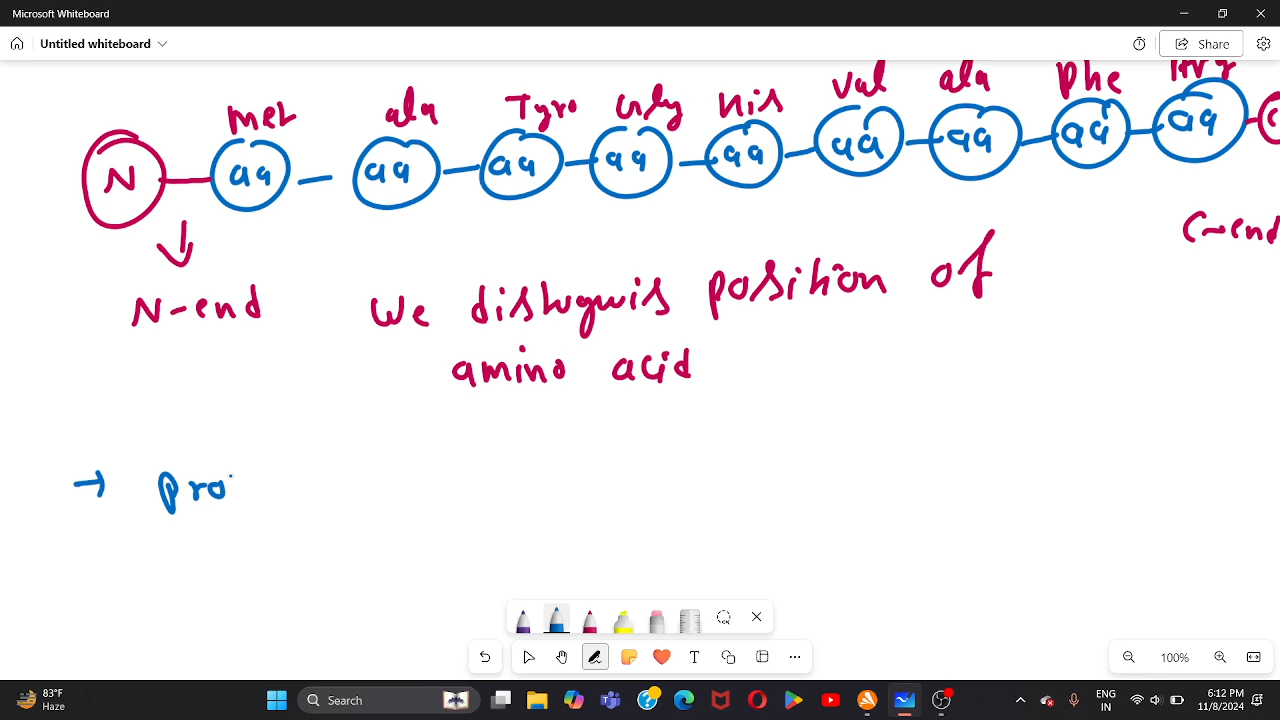 Microsoft Whiteboard
Untitled whiteboard
Share
Met ala Tyro Gly His Val ala Phe Arg
N aa aa aa aa aa aa aa aa aa C
N-end
C-end
We distuguis position of
amino acid
→ pro
100%
83°F
Haze
Search
ENG
IN
6:12 PM
11/8/2024